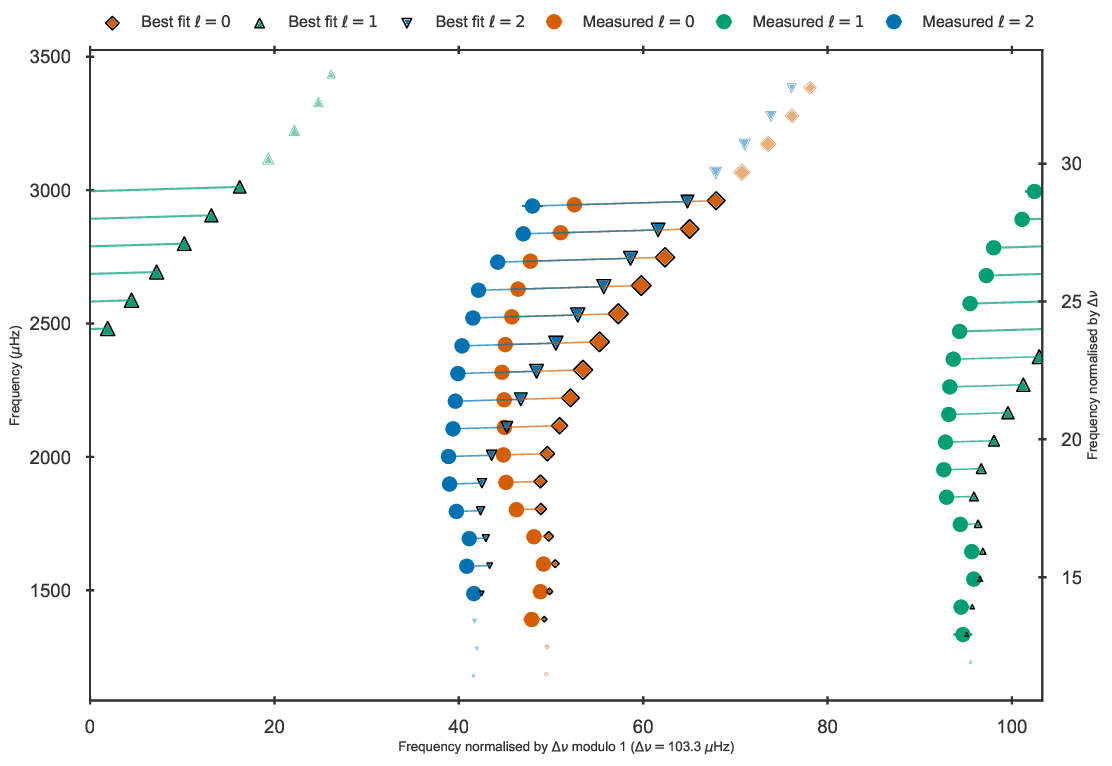 Best fit ℓ = 0 Best fit ℓ = 1 Best fit ℓ = 2 Measured ℓ = 0 Measured ℓ = 1 Measured ℓ = 2
3500
3000
2500
2000
1500
Frequency (μHz)
30
25
20
15
Frequency normalised by Δν
0 20 40 60 80 100
Frequency normalised by Δν modulo 1 (Δν = 103.3 μHz)